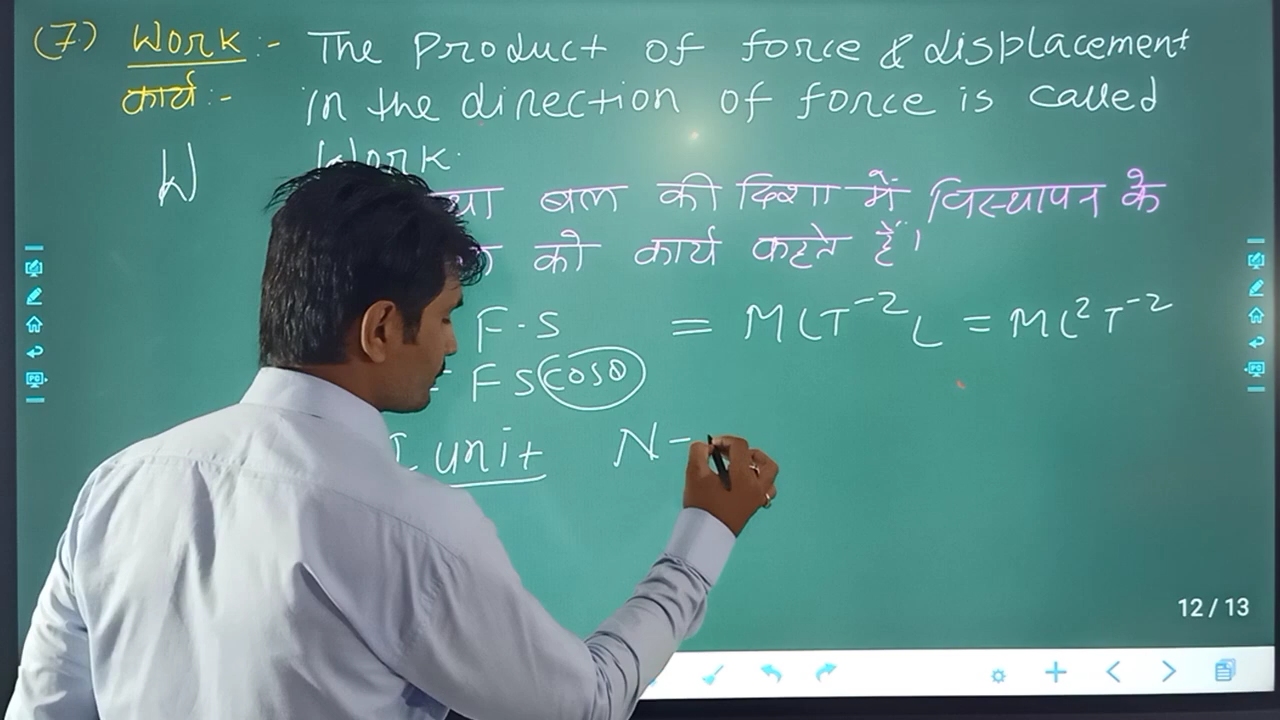 (7) Work :- The Product of force & displacement
कार्य :- in the direction of force is called
W Work.
बल की दिशा में विस्थापन के
को कार्य कहते हैं।
F.S = MLT⁻² L = ML²T⁻²
= FS cosθ
I unit N-
12/13